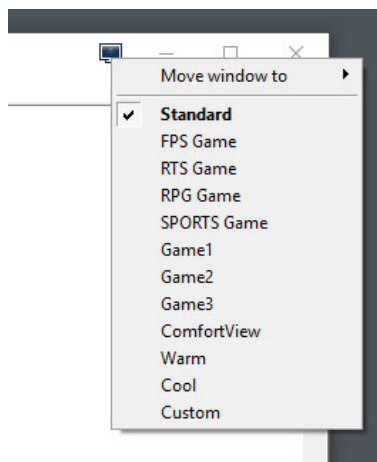 Move window to
Standard
FPS Game
RTS Game
RPG Game
SPORTS Game
Game1
Game2
Game3
ComfortView
Warm
Cool
Custom